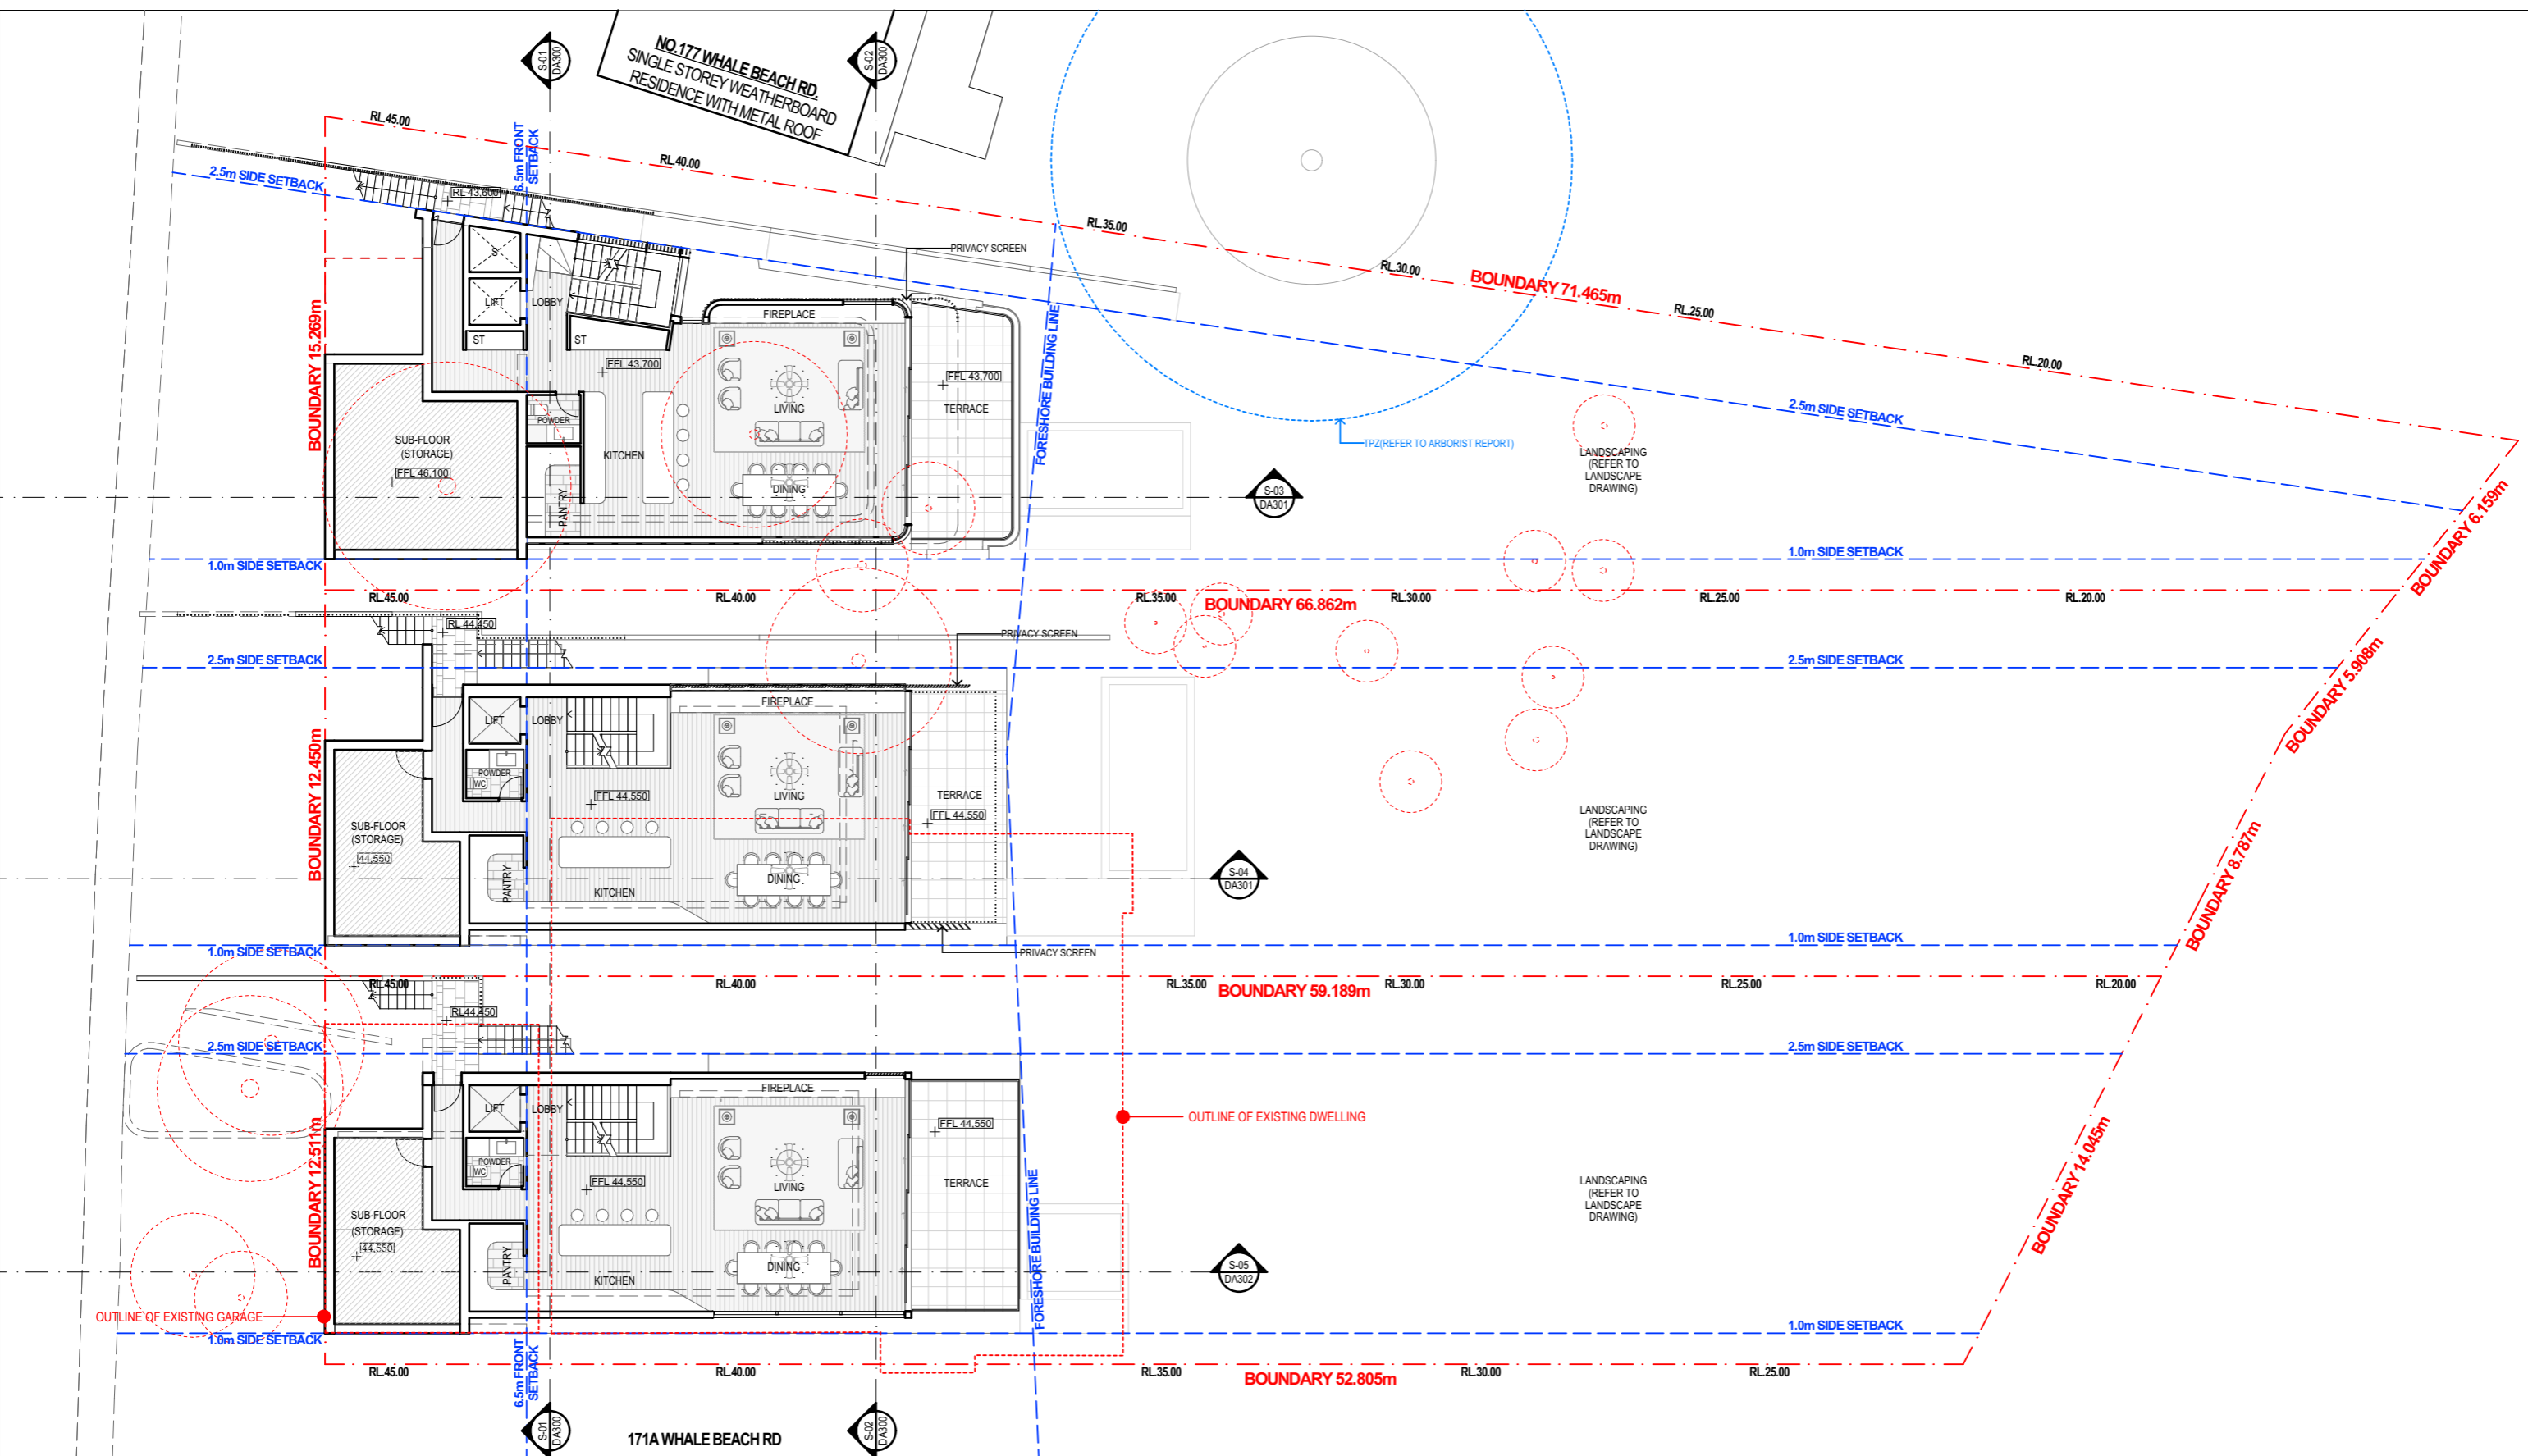 S-01
DA300
NO.177 WHALE BEACH RD.
SINGLE STOREY WEATHERBOARD
RESIDENCE WITH METAL ROOF
S-02
DA300
RL.45.00
6.5m FRONT
SETBACK
RL.40.00
2.5m SIDE SETBACK
RL 43,600
RL.35.00
PRIVACY SCREEN
RL.30.00
BOUNDARY 71.465m
RL.25.00
RL.20.00
S
LIFT
LOBBY
FIREPLACE
ST
ST
BOUNDARY 15.269m
FFL 43,700
FFL 43,700
LIVING
TERRACE
FORESHORE BUILDING LINE
2.5m SIDE SETBACK
POWDER
SUB-FLOOR
(STORAGE)
FFL 46,100
KITCHEN
TPZ(REFER TO ARBORIST REPORT)
LANDSCAPING
(REFER TO
LANDSCAPE
DRAWING)
PANTRY
DINING
S-03
DA301
BOUNDARY 6.159m
1.0m SIDE SETBACK
1.0m SIDE SETBACK
RL.45.00
RL.40.00
RL.35.00
BOUNDARY 66.862m
RL.30.00
RL.25.00
RL.20.00
RL 44,450
PRIVACY SCREEN
2.5m SIDE SETBACK
2.5m SIDE SETBACK
BOUNDARY 5.908m
LIFT
LOBBY
FIREPLACE
BOUNDARY 12.450m
POWDER
WC
FFL 44,550
LIVING
TERRACE
FFL 44,550
SUB-FLOOR
(STORAGE)
44,550
LANDSCAPING
(REFER TO
LANDSCAPE
DRAWING)
PANTRY
KITCHEN
DINING
S-04
DA301
BOUNDARY 8.787m
1.0m SIDE SETBACK
PRIVACY SCREEN
1.0m SIDE SETBACK
RL.45.00
RL.40.00
RL.35.00
BOUNDARY 59.189m
RL.30.00
RL.25.00
RL.20.00
RL44,450
2.5m SIDE SETBACK
2.5m SIDE SETBACK
LIFT
LOBBY
FIREPLACE
FFL 44,550
OUTLINE OF EXISTING DWELLING
BOUNDARY 12.511m
POWDER
WC
FFL 44,550
LIVING
TERRACE
BOUNDARY 14.045m
SUB-FLOOR
(STORAGE)
44,550
LANDSCAPING
(REFER TO
LANDSCAPE
DRAWING)
PANTRY
KITCHEN
DINING
FORESHORE BUILDING LINE
S-05
DA302
OUTLINE OF EXISTING GARAGE
1.0m SIDE SETBACK
1.0m SIDE SETBACK
RL.45.00
6.5m FRONT
SETBACK
RL.40.00
RL.35.00
BOUNDARY 52.805m
RL.30.00
RL.25.00
S-01
DA300
171A WHALE BEACH RD
S-02
DA300